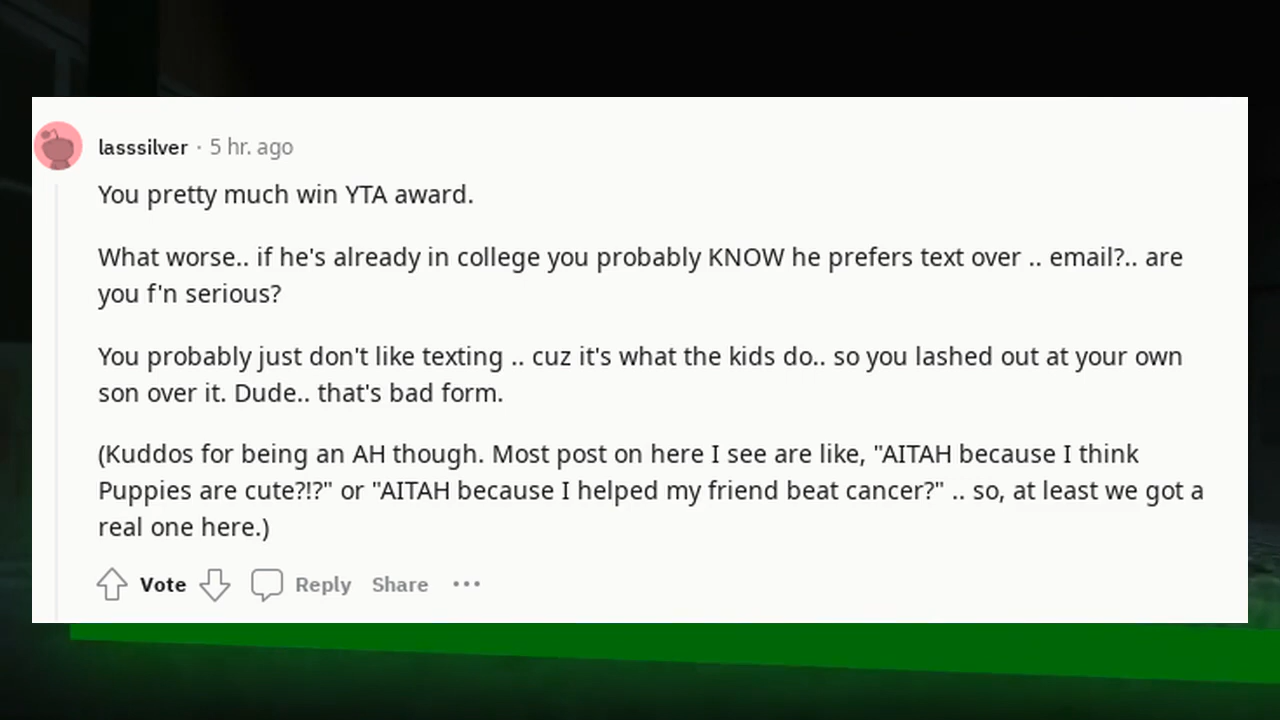 lasssilver · 5 hr. ago
You pretty much win YTA award.
What worse.. if he's already in college you probably KNOW he prefers text over .. email?.. are
you f'n serious?
You probably just don't like texting .. cuz it's what the kids do.. so you lashed out at your own
son over it. Dude.. that's bad form.
(Kuddos for being an AH though. Most post on here I see are like, "AITAH because I think
Puppies are cute?!?" or "AITAH because I helped my friend beat cancer?" .. so, at least we got a
real one here.)
Vote Reply Share •••